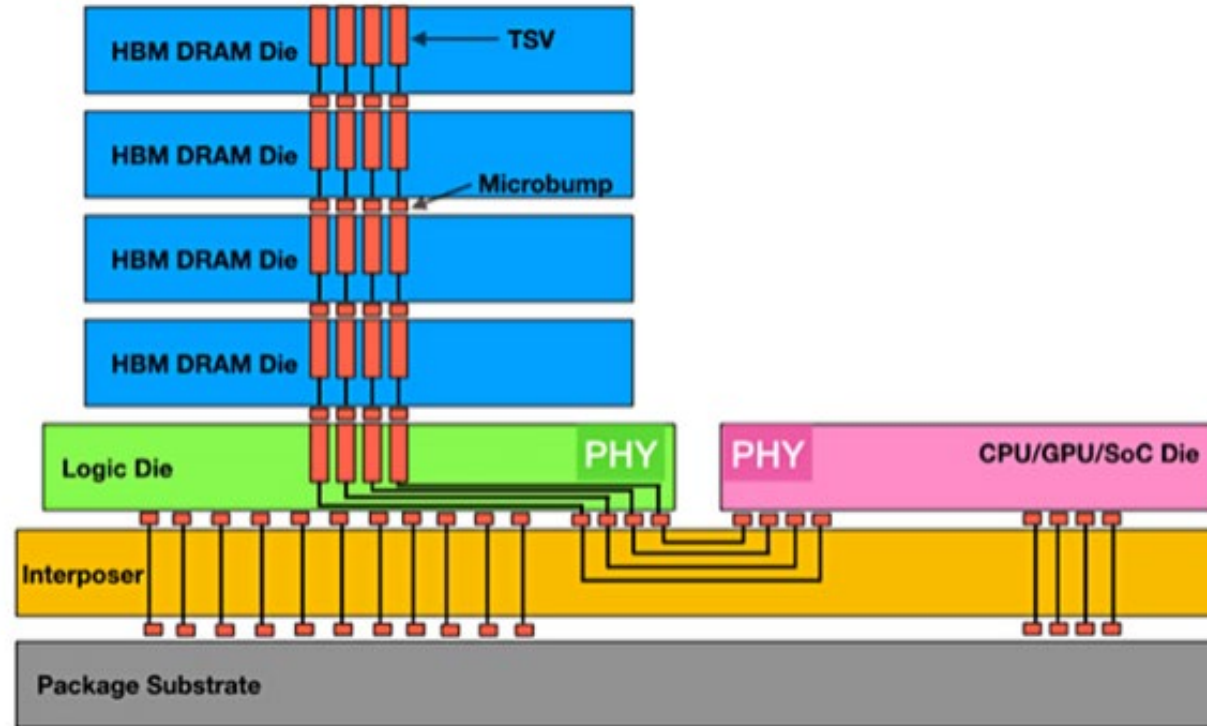 HBM DRAM Die
TSV
HBM DRAM Die
Microbump
HBM DRAM Die
HBM DRAM Die
Logic Die
PHY
PHY
CPU/GPU/SoC Die
Interposer
Package Substrate